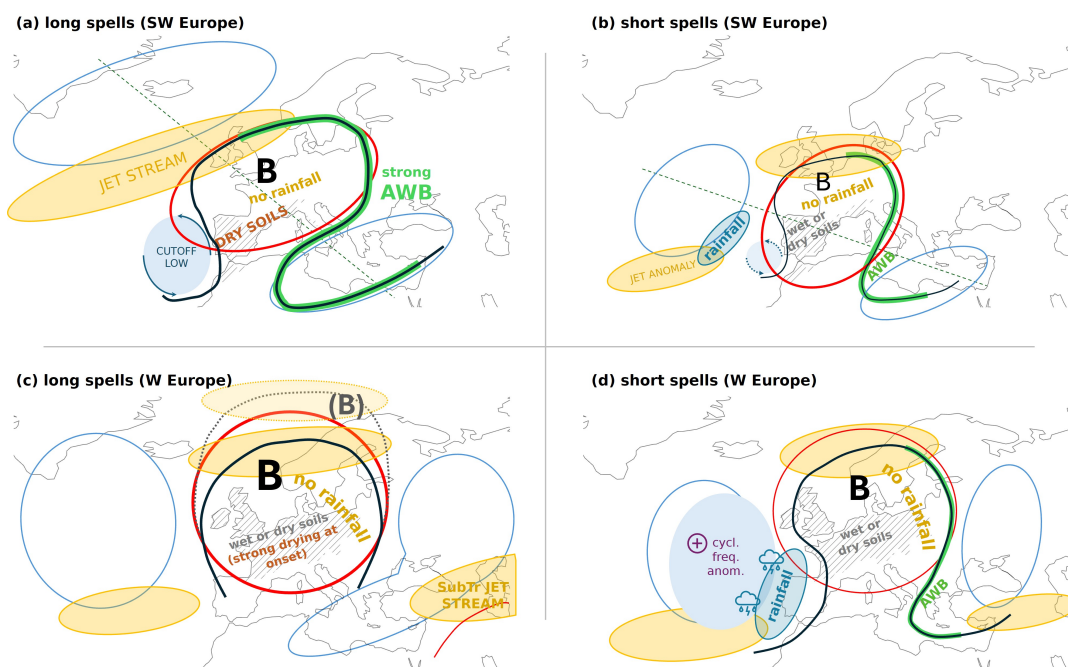 (a) long spells (SW Europe)
JET STREAM
B
no rainfall
DRY SOILS
strong
AWB
CUTOFF
LOW
(b) short spells (SW Europe)
B
no rainfall
wet or
dry soils
rainfall
JET ANOMALY
AWB
(c) long spells (W Europe)
(B)
B
no rainfall
wet or dry soils
(strong drying at
onset)
SubTr JET
STREAM
(d) short spells (W Europe)
B
no rainfall
wet or
dry soils
+ cycl.
freq.
anom.
rainfall
AWB